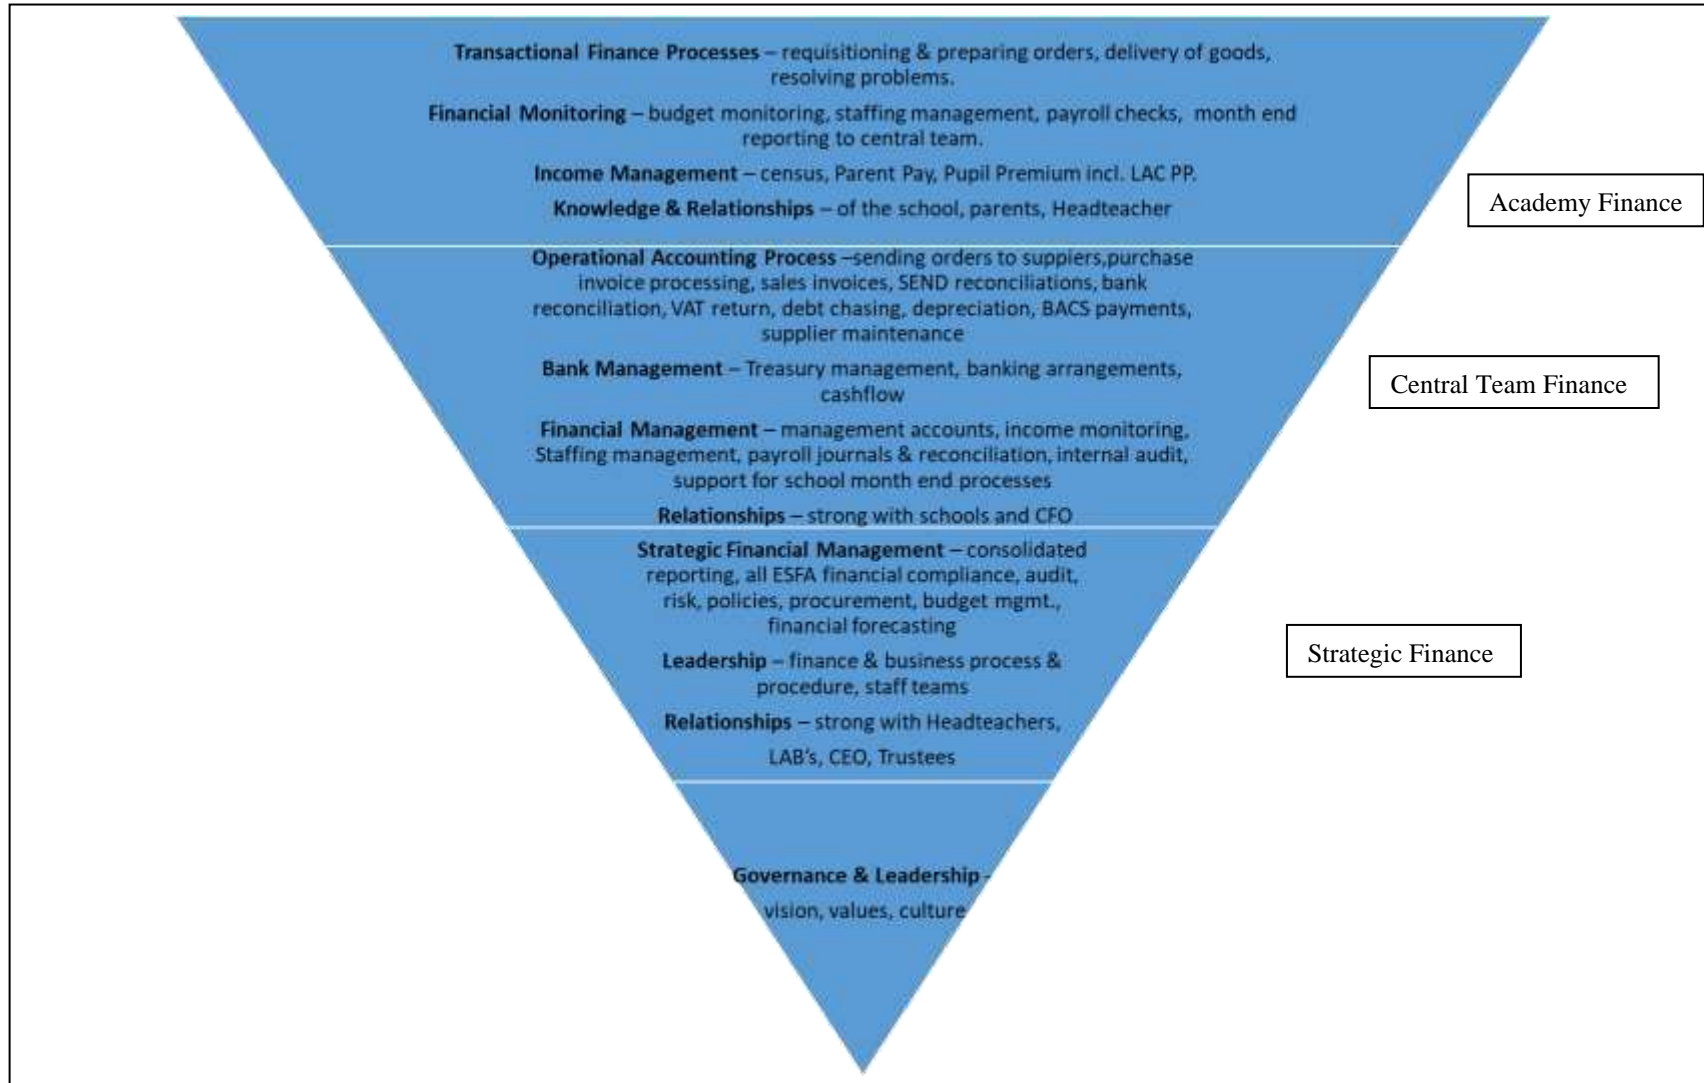 Transactional Finance Processes – requisitioning & preparing orders, delivery of goods,
resolving problems.
Financial Monitoring – budget monitoring, staffing management, payroll checks, month end
reporting to central team.
Income Management – census, Parent Pay, Pupil Premium incl. LAC PP.
Knowledge & Relationships – of the school, parents, Headteacher
Academy Finance
Operational Accounting Process –sending orders to suppiers,purchase
invoice processing, sales invoices, SEND reconciliations, bank
reconciliation, VAT return, debt chasing, depreciation, BACS payments,
supplier maintenance
Bank Management – Treasury management, banking arrangements,
cashflow
Financial Management – management accounts, income monitoring,
Staffing management, payroll journals & reconciliation, internal audit,
support for school month end processes
Relationships – strong with schools and CFO
Central Team Finance
Strategic Financial Management – consolidated
reporting, all ESFA financial compliance, audit,
risk, policies, procurement, budget mgmt.,
financial forecasting
Leadership – finance & business process &
procedure, staff teams
Relationships – strong with Headteachers,
LAB's, CEO, Trustees
Strategic Finance
Governance & Leadership -
vision, values, culture